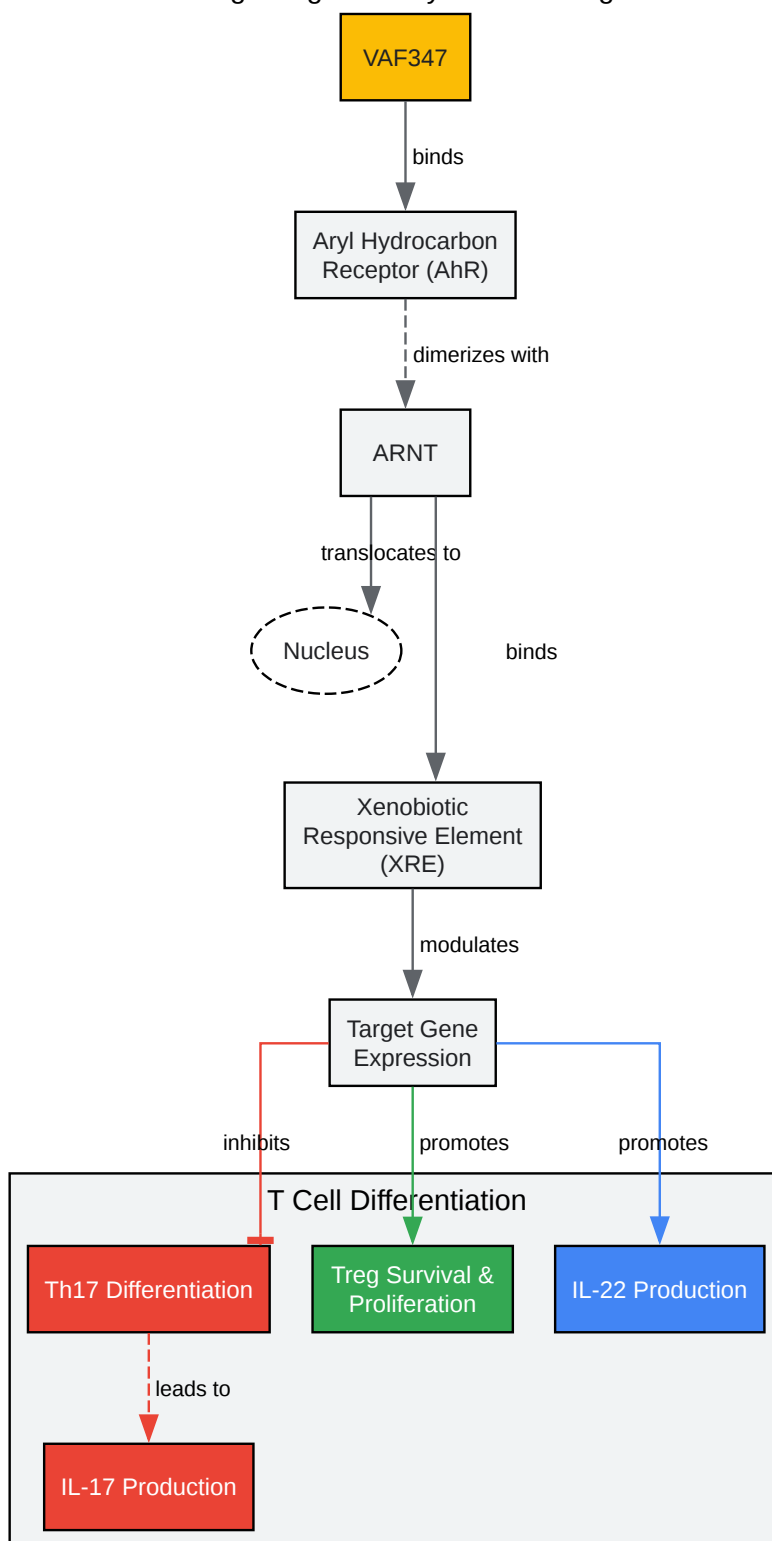 VAF347
binds
Aryl Hydrocarbon
Receptor (AhR)
dimerizes with
ARNT
translocates to
Nucleus
binds
Xenobiotic
Responsive Element
(XRE)
modulates
Target Gene
Expression
inhibits
promotes
promotes
T Cell Differentiation
Th17 Differentiation
Treg Survival &
Proliferation
IL-22 Production
leads to
IL-17 Production